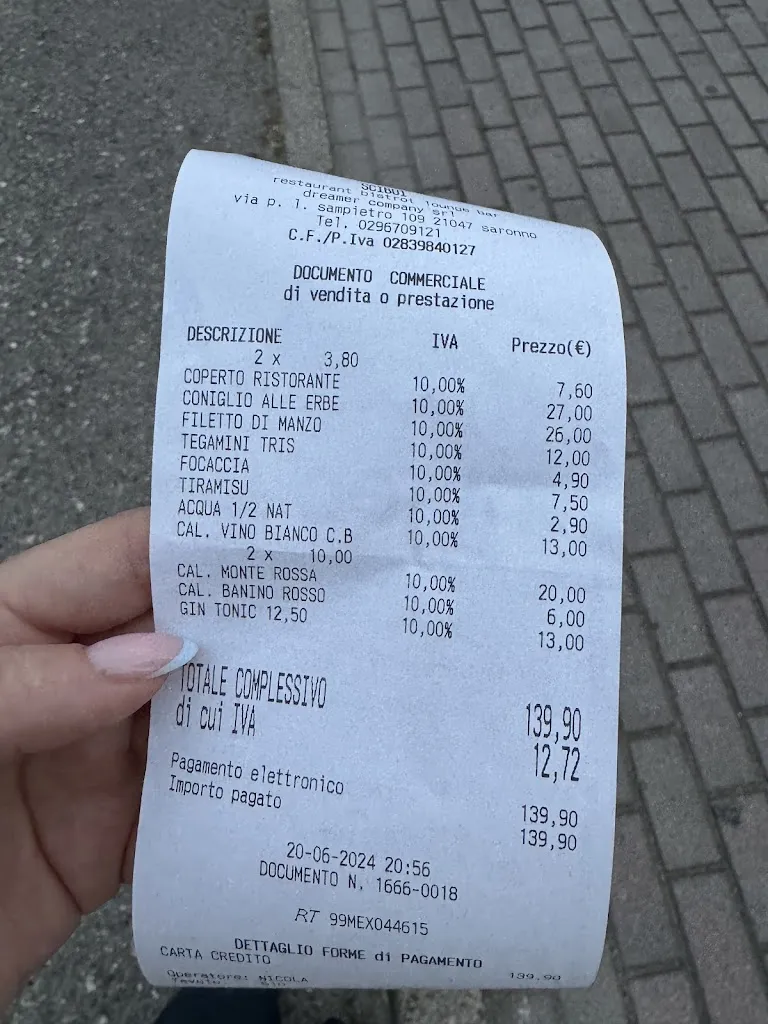 SCIBUI
restaurant bistrot lounge bar
dreamer company srl
via p. l. sampietro 109 21047 saronno
Tel. 0296709121
C.F./P.Iva 02839840127
DOCUMENTO COMMERCIALE
di vendita o prestazione
DESCRIZIONE IVA Prezzo(€)
2 x 3,80
COPERTO RISTORANTE 10,00% 7,60
CONIGLIO ALLE ERBE 10,00% 27,00
FILETTO DI MANZO 10,00% 26,00
TEGAMINI TRIS 10,00% 12,00
FOCACCIA 10,00% 4,90
TIRAMISU 10,00% 7,50
ACQUA 1/2 NAT 10,00% 2,90
CAL. VINO BIANCO C.B 10,00% 13,00
2 x 10,00
CAL. MONTE ROSSA 10,00% 20,00
CAL. BANINO ROSSO 10,00% 6,00
GIN TONIC 12,50 10,00% 13,00
TOTALE COMPLESSIVO 139,90
di cui IVA 12,72
Pagamento elettronico 139,90
Importo pagato 139,90
20-06-2024 20:56
DOCUMENTO N. 1666-0018
RT 99MEX044615
DETTAGLIO FORME di PAGAMENTO
CARTA CREDITO 139,90
Operatore: NICOLA
Tavolo: